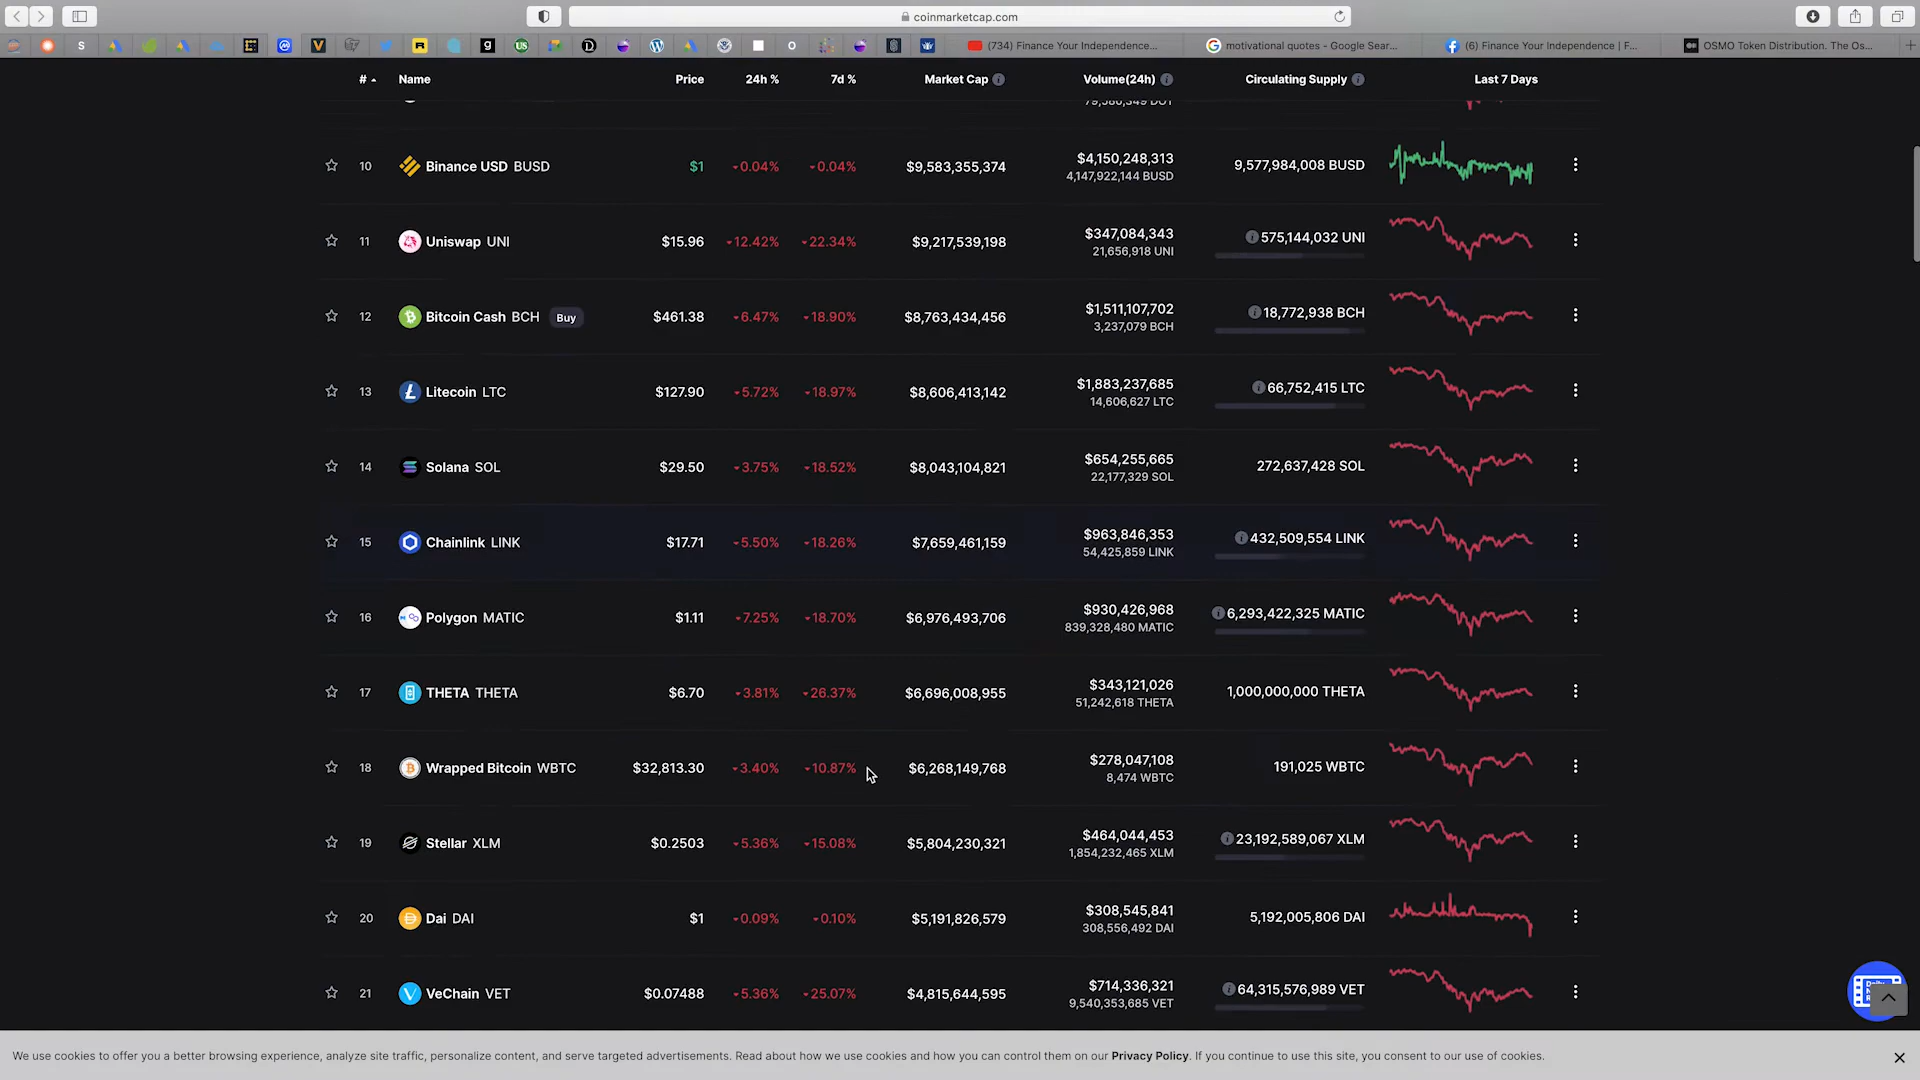 coinmarketcap.com
(734) Finance Your Independence...
motivational quotes - Google Sear...
(6) Finance Your Independence | F...
OSMO Token Distribution. The Os...
# Name Price 24h % 7d % Market Cap Volume(24h) Circulating Supply Last 7 Days
79,586,349 DOT
10 Binance USD BUSD $1 0.04% 0.04% $9,583,355,374 $4,150,248,313 9,577,984,008 BUSD
4,147,922,144 BUSD
11 Uniswap UNI $15.96 12.42% 22.34% $9,217,539,198 $347,084,343 575,144,032 UNI
21,656,918 UNI
12 Bitcoin Cash BCH Buy $461.38 6.47% 18.90% $8,763,434,456 $1,511,107,702 18,772,938 BCH
3,237,079 BCH
13 Litecoin LTC $127.90 5.72% 18.97% $8,606,413,142 $1,883,237,685 66,752,415 LTC
14,606,627 LTC
14 Solana SOL $29.50 3.75% 18.52% $8,043,104,821 $654,255,665 272,637,428 SOL
22,177,329 SOL
15 Chainlink LINK $17.71 5.50% 18.26% $7,659,461,159 $963,846,353 432,509,554 LINK
54,425,859 LINK
16 Polygon MATIC $1.11 7.25% 18.70% $6,976,493,706 $930,426,968 6,293,422,325 MATIC
839,328,480 MATIC
17 THETA THETA $6.70 3.81% 26.37% $6,696,008,955 $343,121,026 1,000,000,000 THETA
51,242,618 THETA
18 Wrapped Bitcoin WBTC $32,813.30 3.40% 10.87% $6,268,149,768 $278,047,108 191,025 WBTC
8,474 WBTC
19 Stellar XLM $0.2503 5.36% 15.08% $5,804,230,321 $464,044,453 23,192,589,067 XLM
1,854,232,465 XLM
20 Dai DAI $1 0.09% 0.10% $5,191,826,579 $308,545,841 5,192,005,806 DAI
308,556,492 DAI
21 VeChain VET $0.07488 5.36% 25.07% $4,815,644,595 $714,336,321 64,315,576,989 VET
9,540,353,685 VET
We use cookies to offer you a better browsing experience, analyze site traffic, personalize content, and serve targeted advertisements. Read about how we use cookies and how you can control them on our Privacy Policy. If you continue to use this site, you consent to our use of cookies.